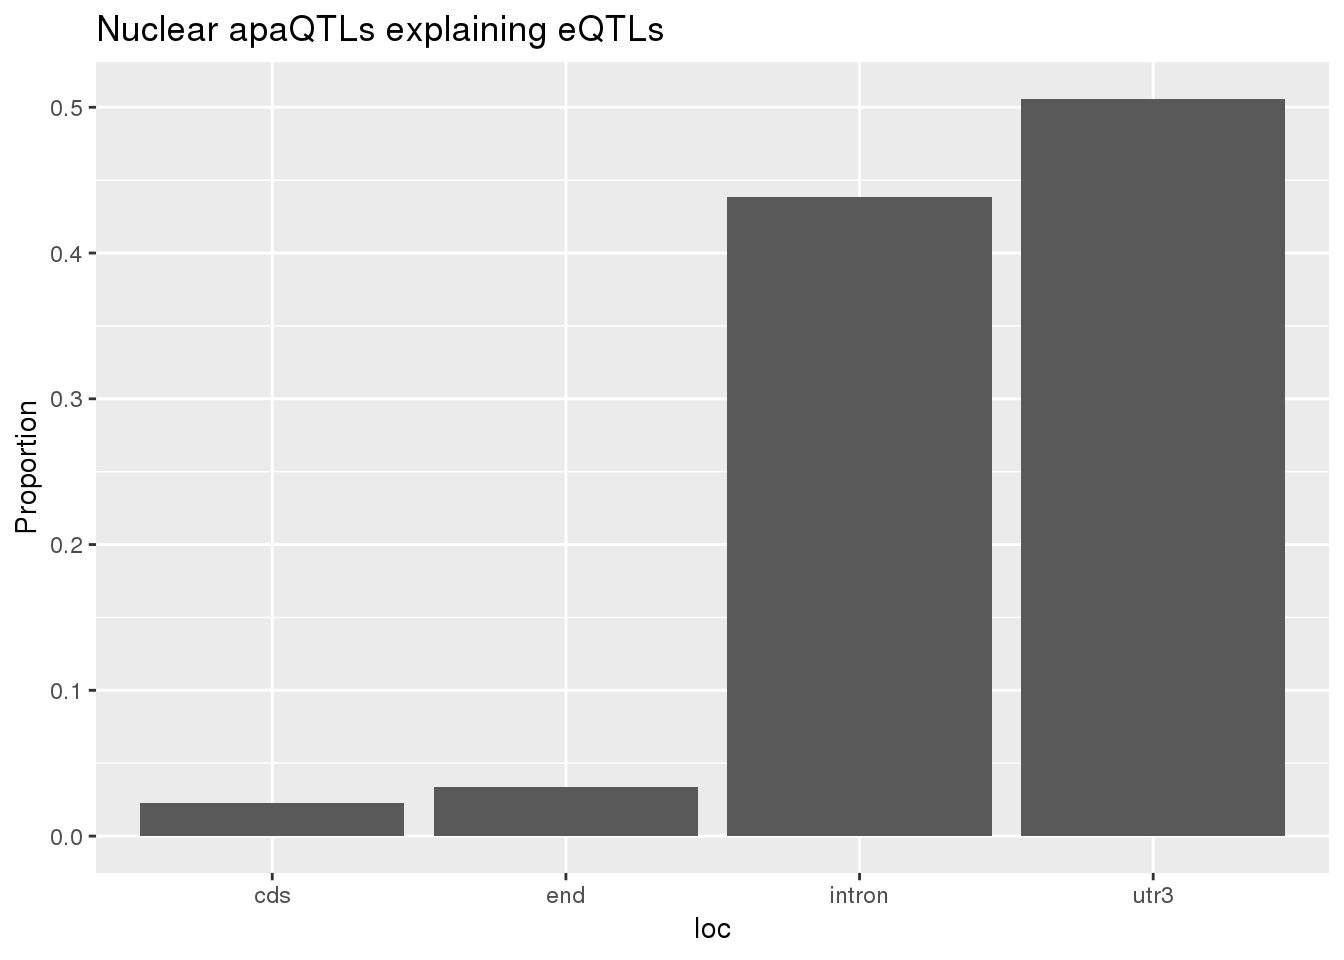 Nuclear apaQTLs explaining eQTLs
0.5
0.4
0.3
0.2
0.1
0.0
Proportion
cds end intron utr3
loc